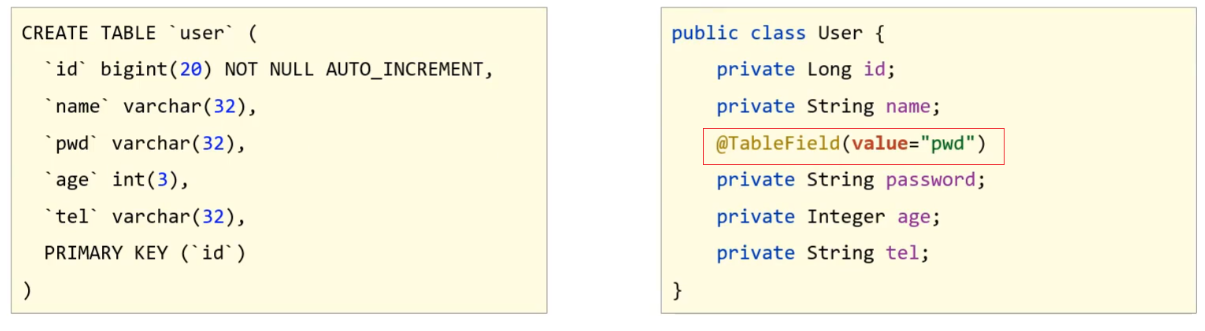 CREATE TABLE `user` (
`id` bigint(20) NOT NULL AUTO_INCREMENT,
`name` varchar(32),
`pwd` varchar(32),
`age` int(3),
`tel` varchar(32),
PRIMARY KEY (`id`)
)
public class User {
private Long id;
private String name;
@TableField(value="pwd")
private String password;
private Integer age;
private String tel;
}